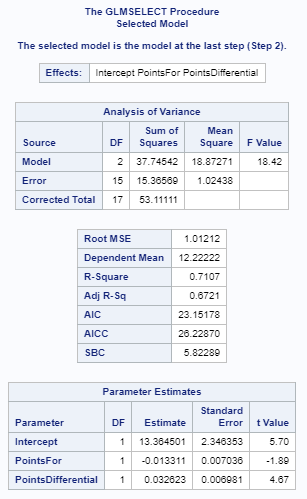 The GLMSELECT Procedure
Selected Model
The selected model is the model at the last step (Step 2).
Effects: Intercept PointsFor PointsDifferential
Analysis of Variance
Source DF Sum of Squares Mean Square F Value
Model 2 37.74542 18.87271 18.42
Error 15 15.36569 1.02438
Corrected Total 17 53.11111
Root MSE 1.01212
Dependent Mean 12.22222
R-Square 0.7107
Adj R-Sq 0.6721
AIC 23.15178
AICC 26.22870
SBC 5.82289
Parameter Estimates
Parameter DF Estimate Standard Error t Value
Intercept 1 13.364501 2.346353 5.70
PointsFor 1 -0.013311 0.007036 -1.89
PointsDifferential 1 0.032623 0.006981 4.67